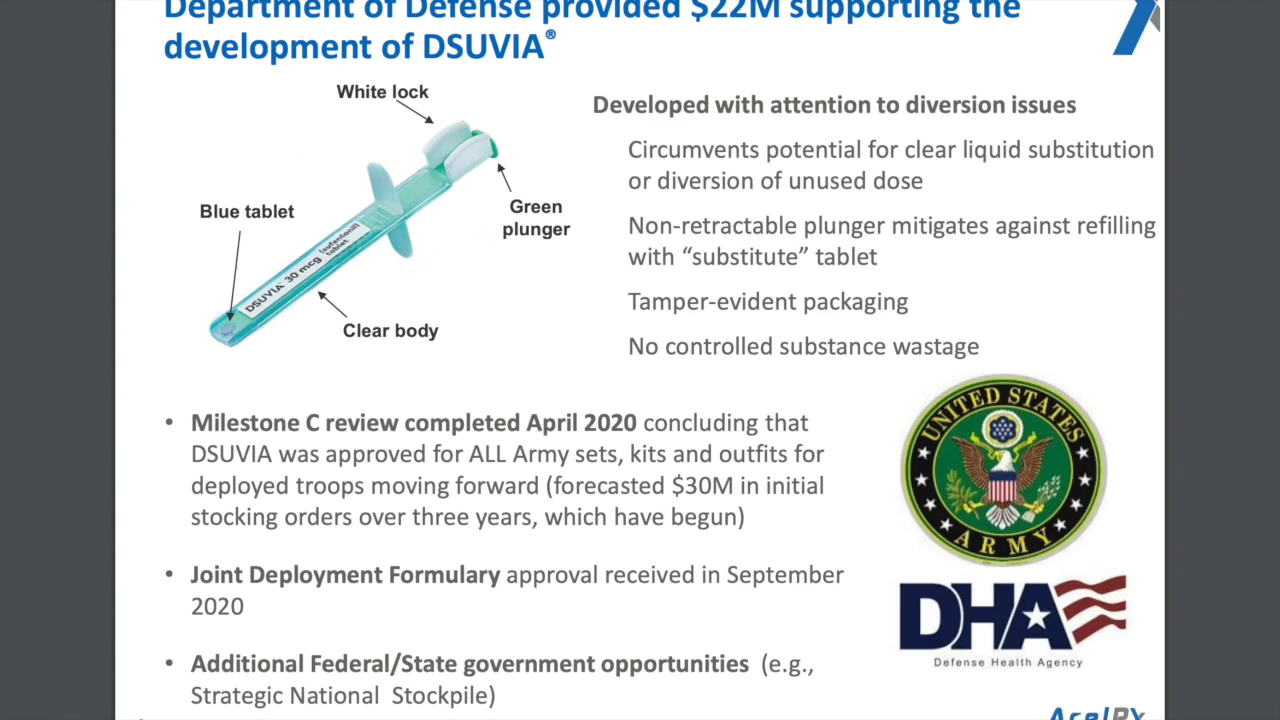 Department of Defense provided $22M supporting the
development of DSUVIA®
White lock
Blue tablet
Green
plunger
DSUVIA 30 mcg (sufentanil)
tablet
Clear body
Developed with attention to diversion issues
Circumvents potential for clear liquid substitution
or diversion of unused dose
Non-retractable plunger mitigates against refilling
with “substitute” tablet
Tamper-evident packaging
No controlled substance wastage
• Milestone C review completed April 2020 concluding that
DSUVIA was approved for ALL Army sets, kits and outfits for
deployed troops moving forward (forecasted $30M in initial
stocking orders over three years, which have begun)
• Joint Deployment Formulary approval received in September
2020
• Additional Federal/State government opportunities (e.g.,
Strategic National Stockpile)
UNITED STATES
ARMY
DHA
Defense Health Agency
AcelRx